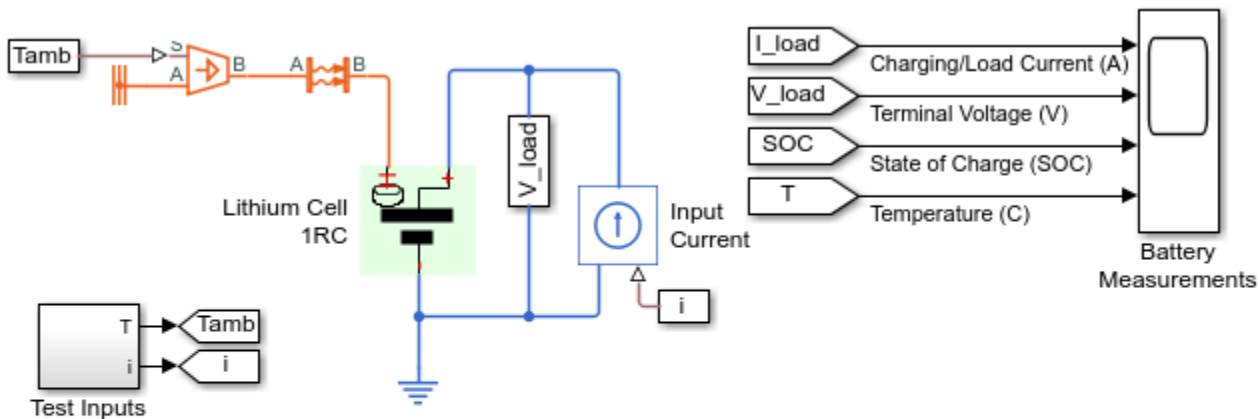 Tamb
S
A
B
A
B
Lithium Cell
1RC
V_load
Input
Current
i
I_load
Charging/Load Current (A)
V_load
Terminal Voltage (V)
SOC
State of Charge (SOC)
T
Temperature (C)
Battery
Measurements
T
Tamb
i
i
Test Inputs